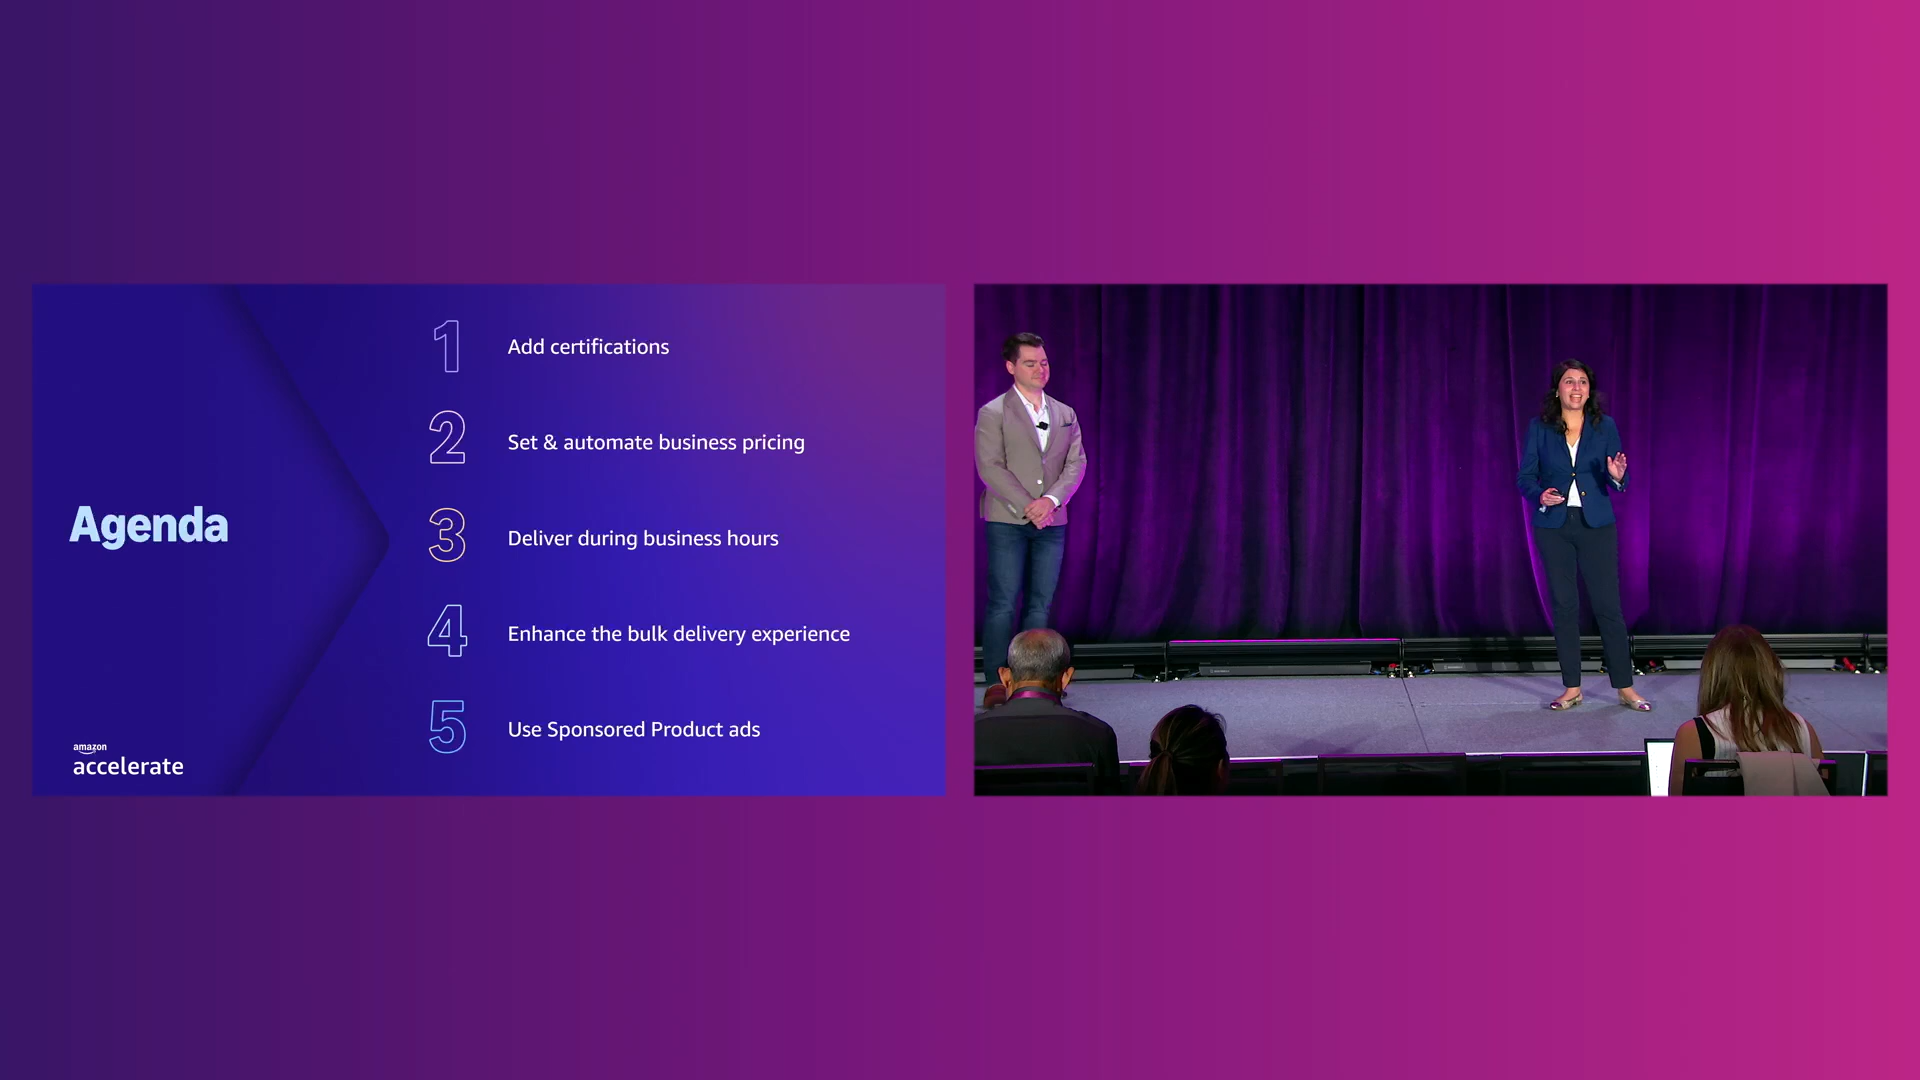 Agenda
1
Add certifications
2
Set & automate business pricing
3
Deliver during business hours
4
Enhance the bulk delivery experience
5
Use Sponsored Product ads
amazon
accelerate